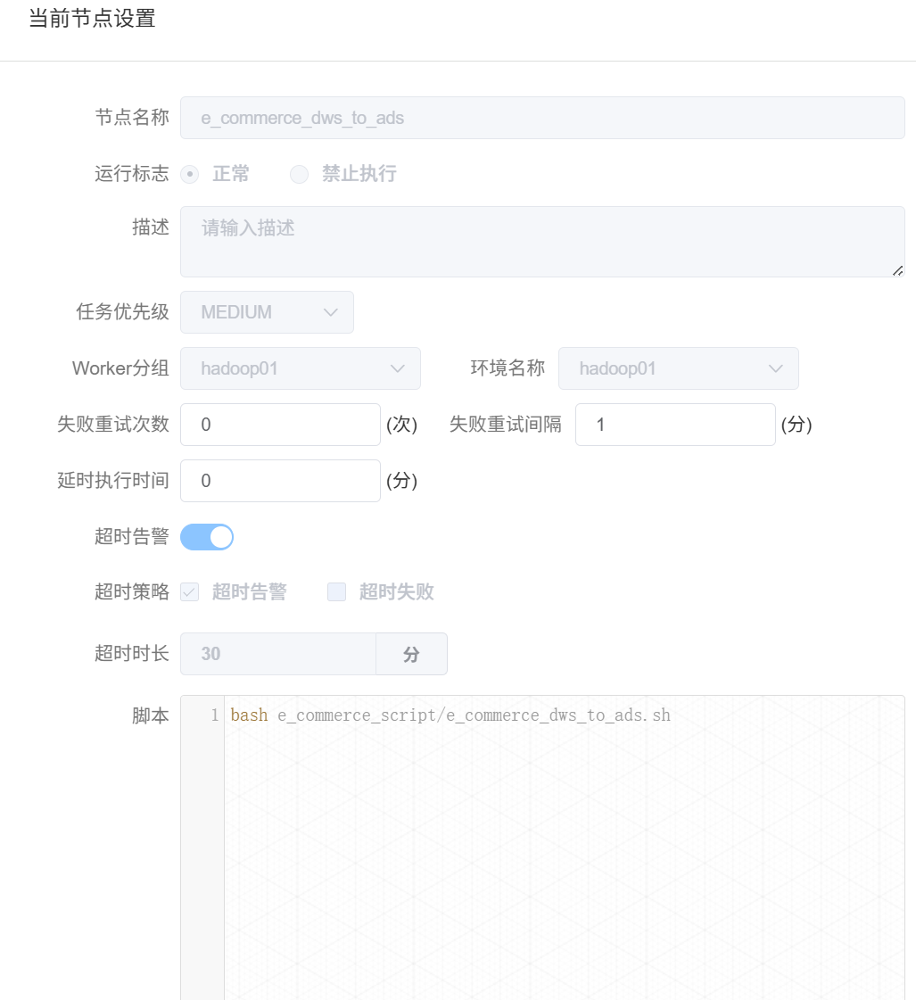 当前节点设置
节点名称 e_commerce_dws_to_ads
运行标志 正常 禁止执行
描述 请输入描述
任务优先级 MEDIUM
Worker分组 hadoop01 环境名称 hadoop01
失败重试次数 0 (次) 失败重试间隔 1 (分)
延时执行时间 0 (分)
超时告警
超时策略 超时告警 超时失败
超时时长 30 分
脚本 1 bash e_commerce_script/e_commerce_dws_to_ads.sh